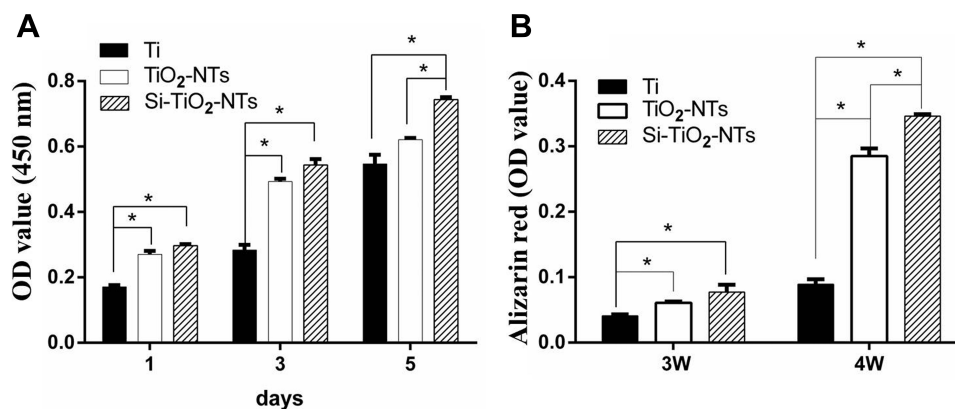 A
Ti
TiO2-NTs
Si-TiO2-NTs
OD value (450 nm)
0.8
0.6
0.4
0.2
0.0
* * * * * *
1 3 5
days
B
Ti
TiO2-NTs
Si-TiO2-NTs
Alizarin red (OD value)
0.4
0.3
0.2
0.1
0.0
* * * * *
3W 4W